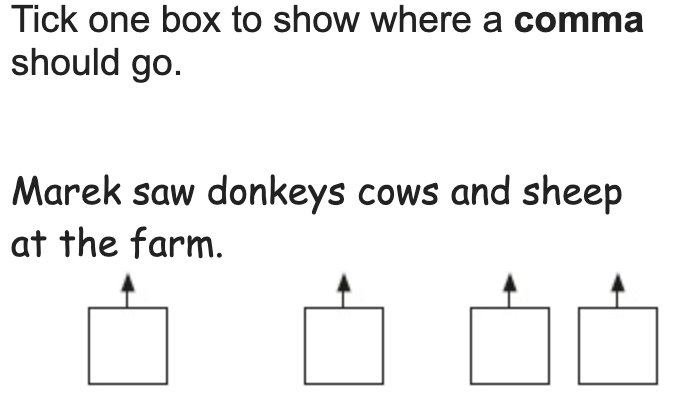 Tick one box to show where a comma
should go.
Marek saw donkeys cows and sheep
at the farm.